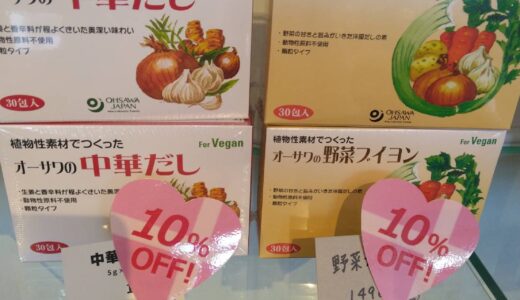 生姜と香辛料が程よくきいた奥深い味わい
動物性原料不使用
顆粒タイプ
30包入
OHSAWA
JAPAN
野菜の甘さと旨みがいきた洋風だしの素
動物性原料不使用
顆粒タイプ
30包入
OHSAWA
JAPAN
植物性素材でつくった
For Vegan
オーサワの中華だし
生姜と香辛料が程よくきいた奥深
動物性原料不使用
顆粒タイプ
30包
10%
OFF!
中華
5g
植物性素材でつくった
For Vegan
オーサワの野菜ブイヨン
野菜の甘さと旨みがいきた洋風だしの
動物性原料不使用
顆粒タイプ
30包入
10%
OFF!
野菜
149